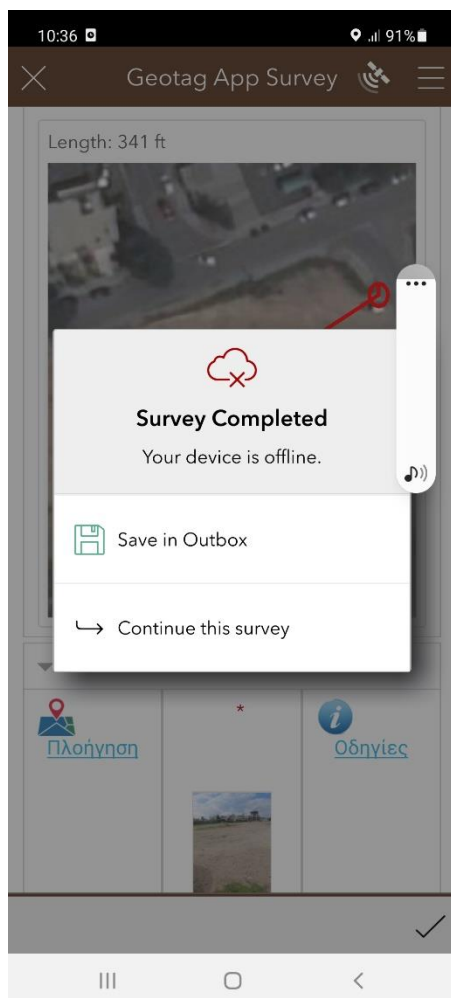 10:36 91%
Geotag App Survey
Length: 341 ft
Survey Completed
Your device is offline.
Save in Outbox
Continue this survey
*
Πλοήγηση Οδηγίες